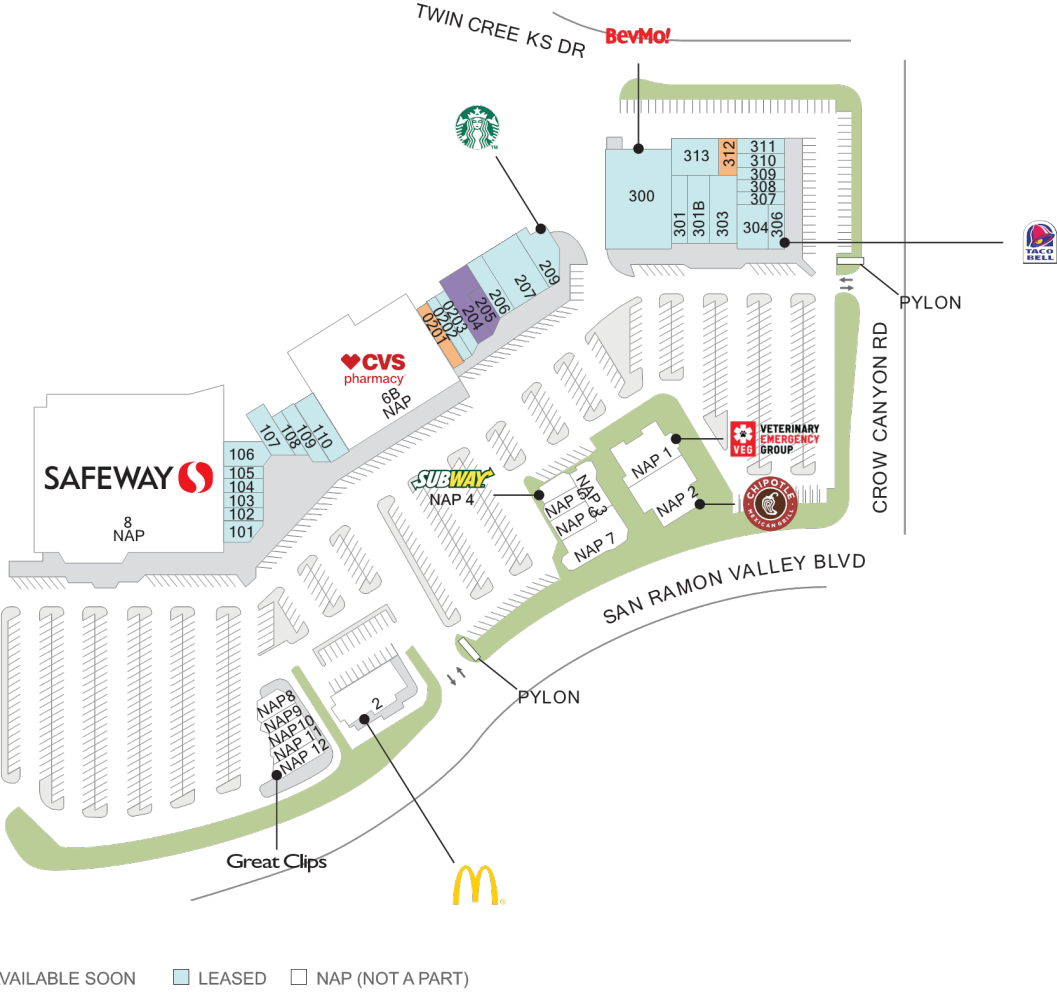 TWIN CREE KS DR
BevMo!
311
313
312
310
309
308
307
300
301
301B
303
304
306
TACO
BELL
209
207
206
205
204
0203
0202
0201
PYLON
CVS
pharmacy
6B
NAP
CROW CANYON RD
107
108
109
110
106
105
104
103
102
101
SAFEWAY
8
NAP
VEG
VETERINARY
EMERGENCY
GROUP
NAP 1
NAP 2
CHIPOTLE
MEXICAN GRILL
SUBWAY
NAP 4
NAP 3
NAP 5
NAP 6
NAP 7
SAN RAMON VALLEY BLVD
PYLON
2
NAP8
NAP9
NAP10
NAP 11
NAP 12
Great Clips
VAILABLE SOON
LEASED
NAP (NOT A PART)